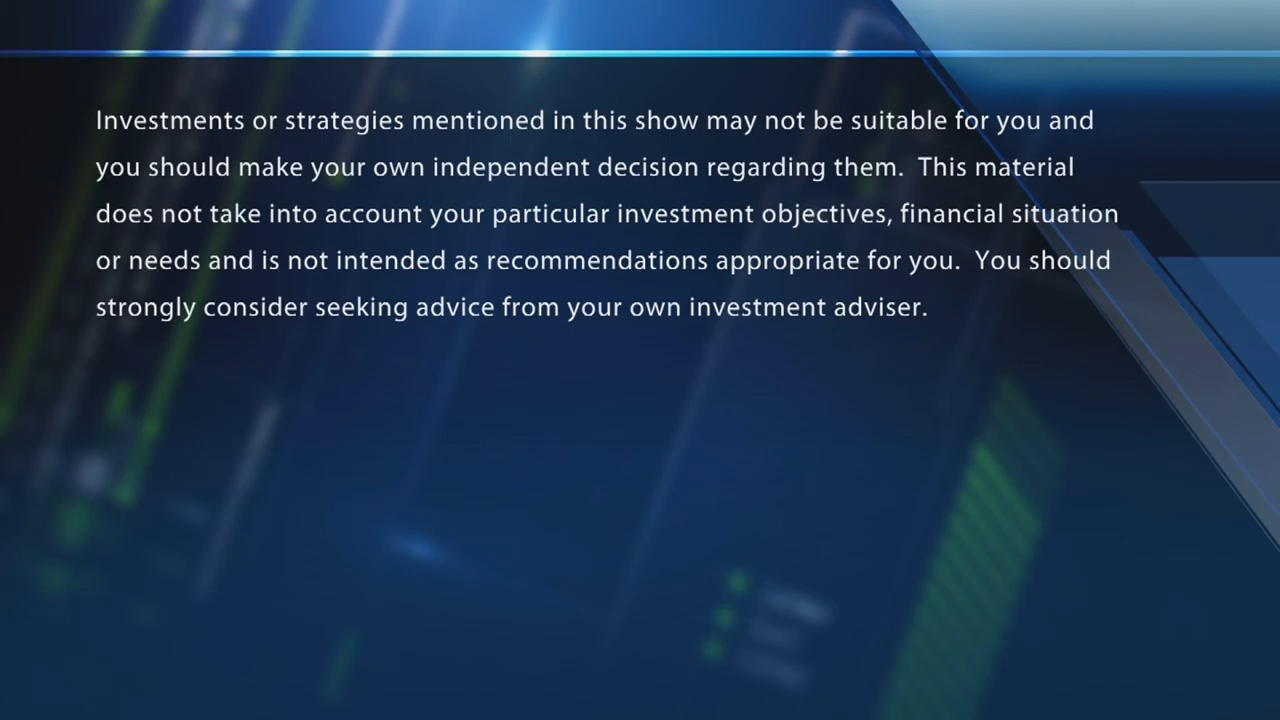 Investments or strategies mentioned in this show may not be suitable for you and
you should make your own independent decision regarding them.  This material
does not take into account your particular investment objectives, financial situation
or needs and is not intended as recommendations appropriate for you.  You should
strongly consider seeking advice from your own investment adviser.